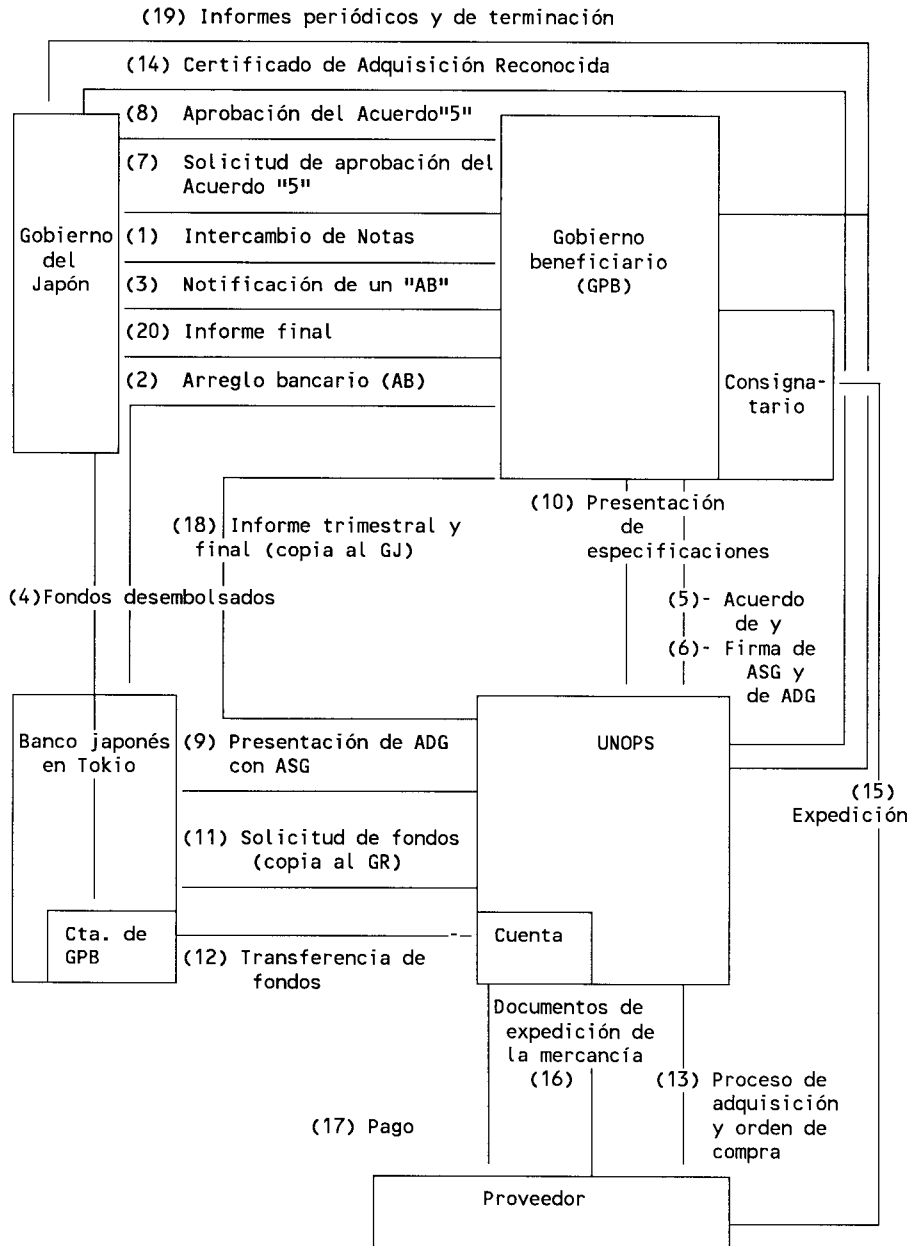 (19) Informes periódicos y de terminación
(14) Certificado de Adquisición Reconocida
(8) Aprobación del Acuerdo"5"
(7) Solicitud de aprobación del
Acuerdo "5"
Gobierno
del
Japón
(1) Intercambio de Notas
Gobierno
beneficiario
(GPB)
(3) Notificación de un "AB"
(20) Informe final
(2) Arreglo bancario (AB)
Consigna-
tario
(18) Informe trimestral y
final (copia al GJ)
(10) Presentación
de
especificaciones
(4)Fondos desembolsados
(5)- Acuerdo
de y
(6)- Firma de
ASG y
de ADG
Banco japonés
en Tokio
(9) Presentación de ADG
con ASG
UNOPS
(15)
Expedición
(11) Solicitud de fondos
(copia al GR)
Cta. de
GPB
Cuenta
(12) Transferencia de
fondos
Documentos de
expedición de
la mercancía
(16)
(13) Proceso de
adquisición
y orden de
compra
(17) Pago
Proveedor